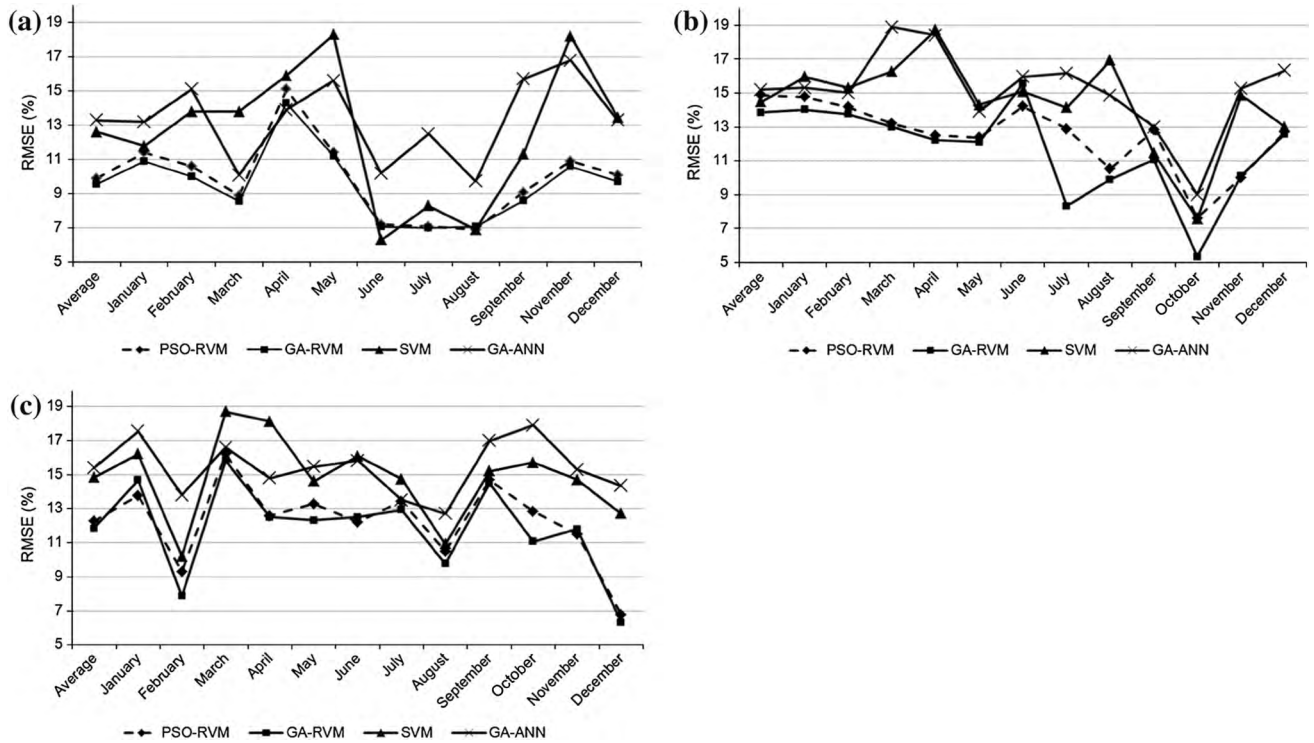 (a)
RMSE (%)
19
17
15
13
11
9
7
5
Average January February March April May June July August September November December
PSO-RVM GA-RVM SVM GA-ANN
(b)
RMSE (%)
19
17
15
13
11
9
7
5
Average January February March April May June July August September October November December
PSO-RVM GA-RVM SVM GA-ANN
(c)
RMSE (%)
19
17
15
13
11
9
7
5
Average January February March April May June July August September October November December
PSO-RVM GA-RVM SVM GA-ANN